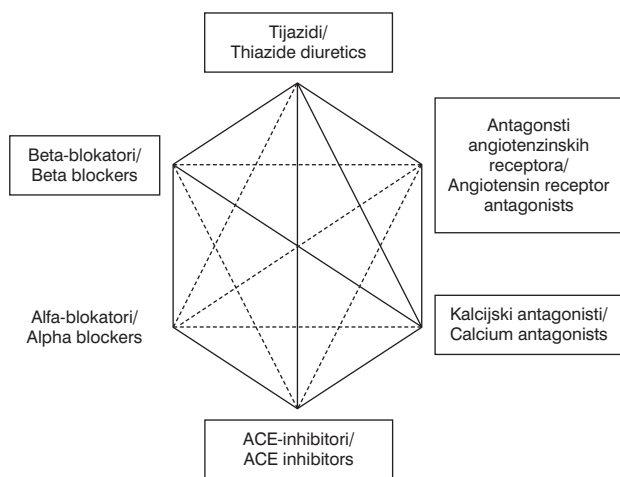 Tijazidi/
Thiazide diuretics
Beta-blokatori/
Beta blockers
Antagonsti
angiotenzinskih
receptora/
Angiotensin receptor
antagonists
Alfa-blokatori/
Alpha blockers
Kalcijski antagonisti/
Calcium antagonists
ACE-inhibitori/
ACE inhibitors